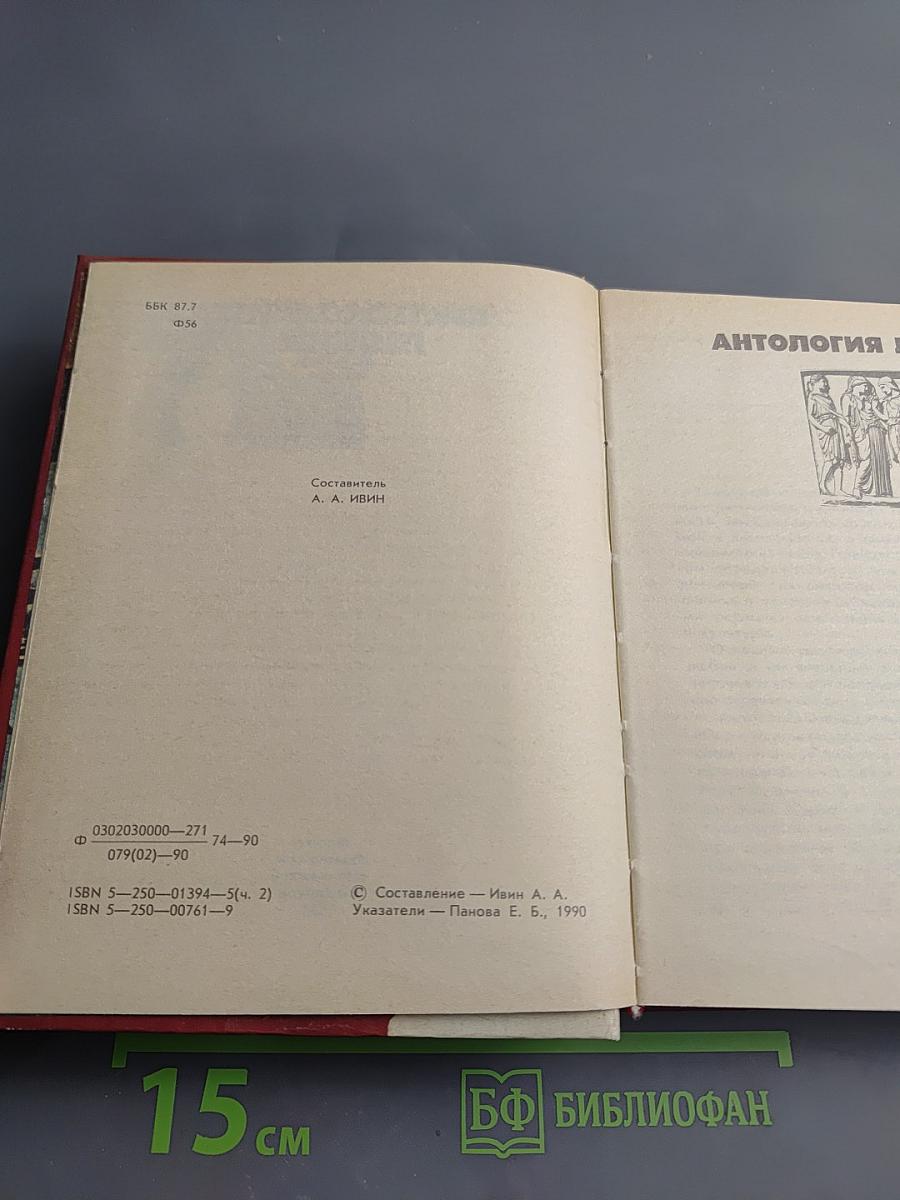 ББК 87.7
Ф56
Составитель
А. А. ИВИН
Ф 0302030000—271 74—90
079(02)—90
ISBN 5—250—01394—5(ч. 2)
ISBN 5—250—00761—9
© Составление — Ивин А. А.
Указатели — Панова Е. Б., 1990
АНТОЛОГИЯ
15 см
БФ БИБЛИОФАН